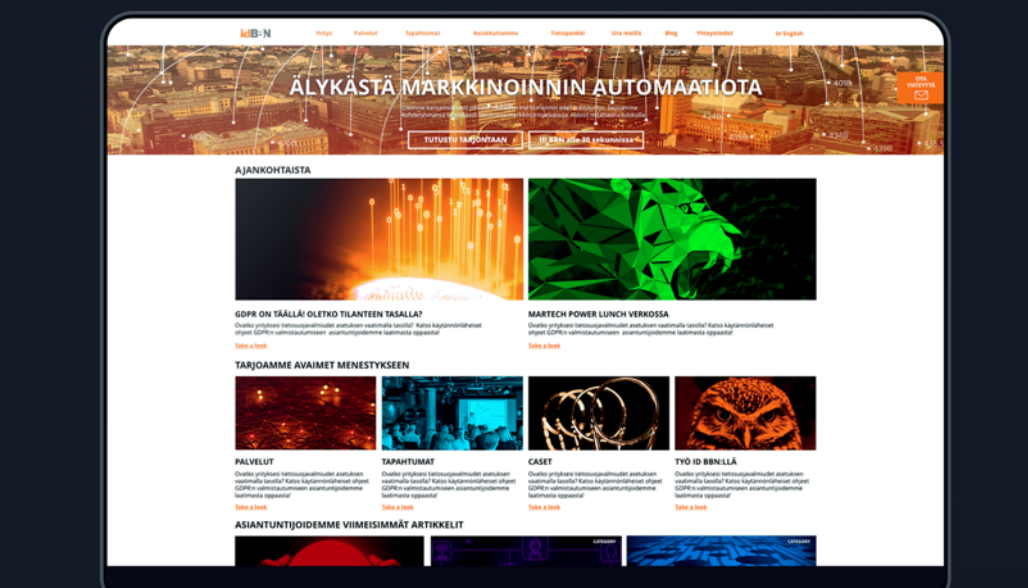 idBBN
Yritys Palvelut Tapahtumat Asiakkaitamme Tietopankki Ura meillä Blog Yhteystiedot In English
ÄLYKÄSTÄ MARKKINOINNIN AUTOMAATIOTA
OTA
YHTEYTTÄ
TUTUSTU TARJONTAAN
ID BBN alle 30 sekunnissa
AJANKOHTAISTA
GDPR ON TÄÄLLÄ! OLETKO TILANTEEN TASALLA?
Ovatko yrityksesi tietosuojavalmiudet asetuksen vaatimalla tasolla? Katso käytännönläheiset
ohjeet GDPR:n valmistautumiseen asiantuntijoidemme laatimasta oppaasta!
Take a look
MARTECH POWER LUNCH VERKOSSA
Ovatko yrityksesi tietosuojavalmiudet asetuksen vaatimalla tasolla? Katso käytännönläheiset
ohjeet GDPR:n valmistautumiseen asiantuntijoidemme laatimasta oppaasta!
Take a look
TARJOAMME AVAIMET MENESTYKSEEN
PALVELUT
Ovatko yrityksesi tietosuojavalmiudet asetuksen
vaatimalla tasolla? Katso käytännönläheiset ohjeet
GDPR:n valmistautumiseen asiantuntijoidemme
laatimasta oppaasta!
Take a look
TAPAHTUMAT
Ovatko yrityksesi tietosuojavalmiudet asetuksen
vaatimalla tasolla? Katso käytännönläheiset ohjeet
GDPR:n valmistautumiseen asiantuntijoidemme
laatimasta oppaasta!
Take a look
CASET
Ovatko yrityksesi tietosuojavalmiudet asetuksen
vaatimalla tasolla? Katso käytännönläheiset ohjeet
GDPR:n valmistautumiseen asiantuntijoidemme
laatimasta oppaasta!
Take a look
TYÖ ID BBN:LLÄ
Ovatko yrityksesi tietosuojavalmiudet asetuksen
vaatimalla tasolla? Katso käytännönläheiset ohjeet
GDPR:n valmistautumiseen asiantuntijoidemme
laatimasta oppaasta!
Take a look
ASIANTUNTIJOIDEMME VIIMEISIMMÄT ARTIKKELIT
CATEGORY
CATEGORY